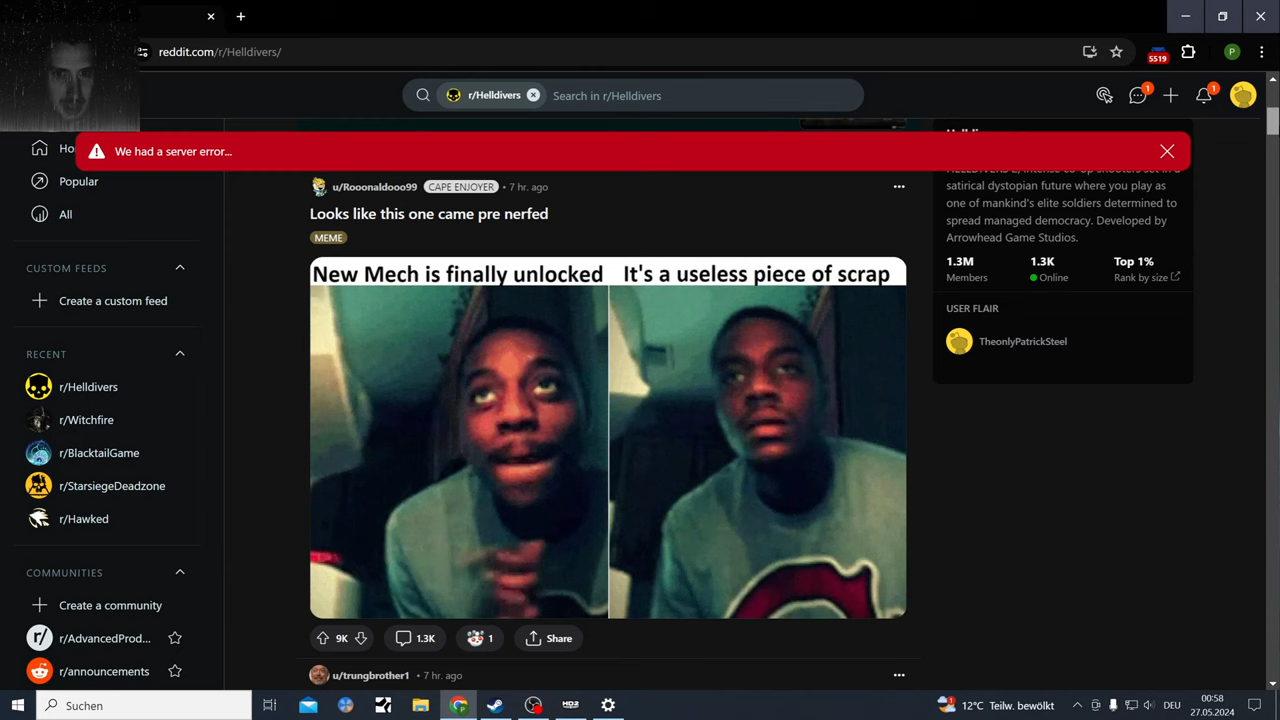 reddit.com/r/Helldivers/
5519
P
r/Helldivers
Search in r/Helldivers
1
1
We had a server error...
Popular
All
CUSTOM FEEDS
Create a custom feed
RECENT
r/Helldivers
r/Witchfire
r/BlacktailGame
r/StarsiegeDeadzone
r/Hawked
COMMUNITIES
Create a community
r/AdvancedProd...
r/announcements
u/Rooonaldooo99 CAPE ENJOYER • 7 hr. ago
Looks like this one came pre nerfed
MEME
New Mech is finally unlocked It's a useless piece of scrap
9K 1.3K 1 Share
u/trungbrother1 • 7 hr. ago
satirical dystopian future where you play as
one of mankind's elite soldiers determined to
spread managed democracy. Developed by
Arrowhead Game Studios.
1.3M 1.3K Top 1%
Members Online Rank by size
USER FLAIR
TheonlyPatrickSteel
Suchen
HD2
1
12°C Teilw. bewölkt
DEU
00:58
27.05.2024